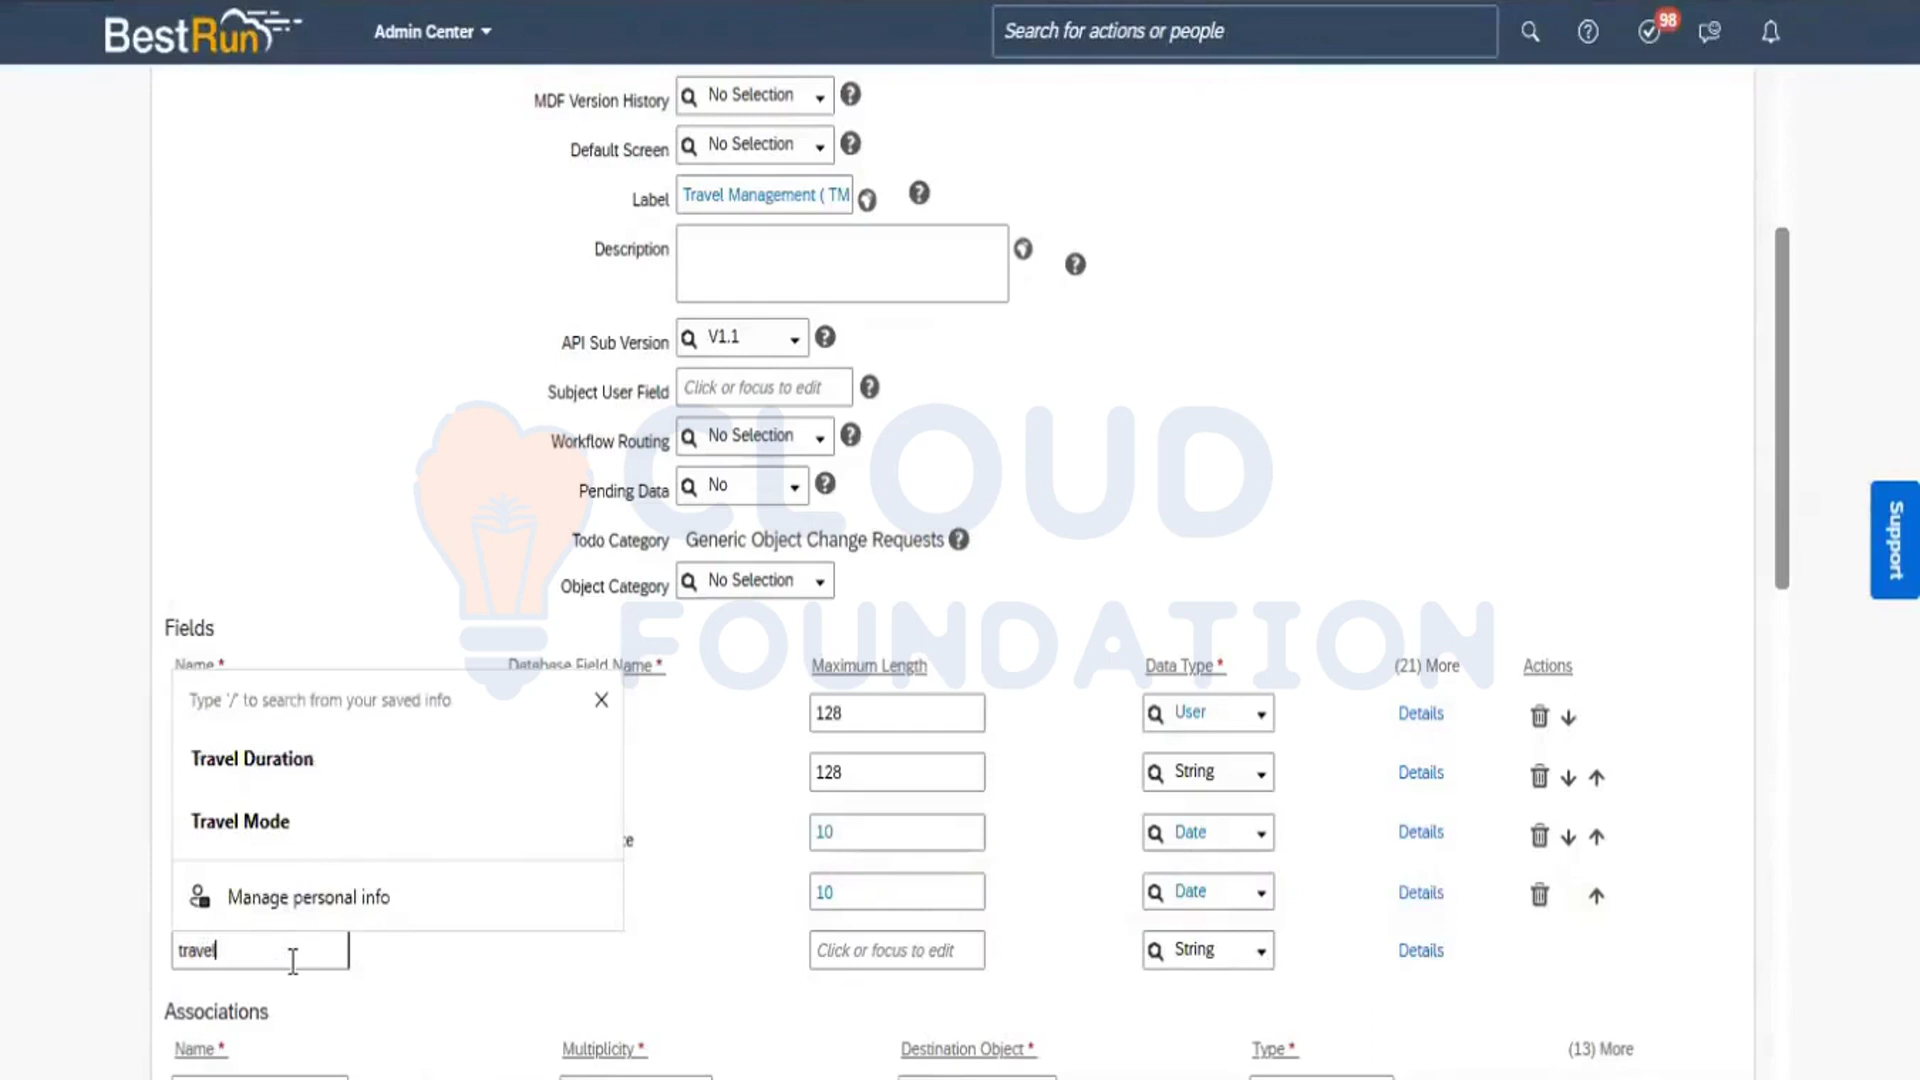 BestRun
Admin Center
Search for actions or people
98
MDF Version History No Selection
Default Screen No Selection
Label Travel Management ( TM
Description
API Sub Version V1.1
Subject User Field Click or focus to edit
Workflow Routing No Selection
Pending Data No
Todo Category Generic Object Change Requests
Object Category No Selection
CLOUD
FOUNDATION
Support
Fields
Name * Database Field Name * Maximum Length Data Type * (21) More Actions
Type '/' to search from your saved info
128 User Details
Travel Duration
128 String Details
Travel Mode
10 Date Details
Manage personal info
10 Date Details
travel Click or focus to edit String Details
Associations
Name * Multiplicity * Destination Object * Type * (13) More